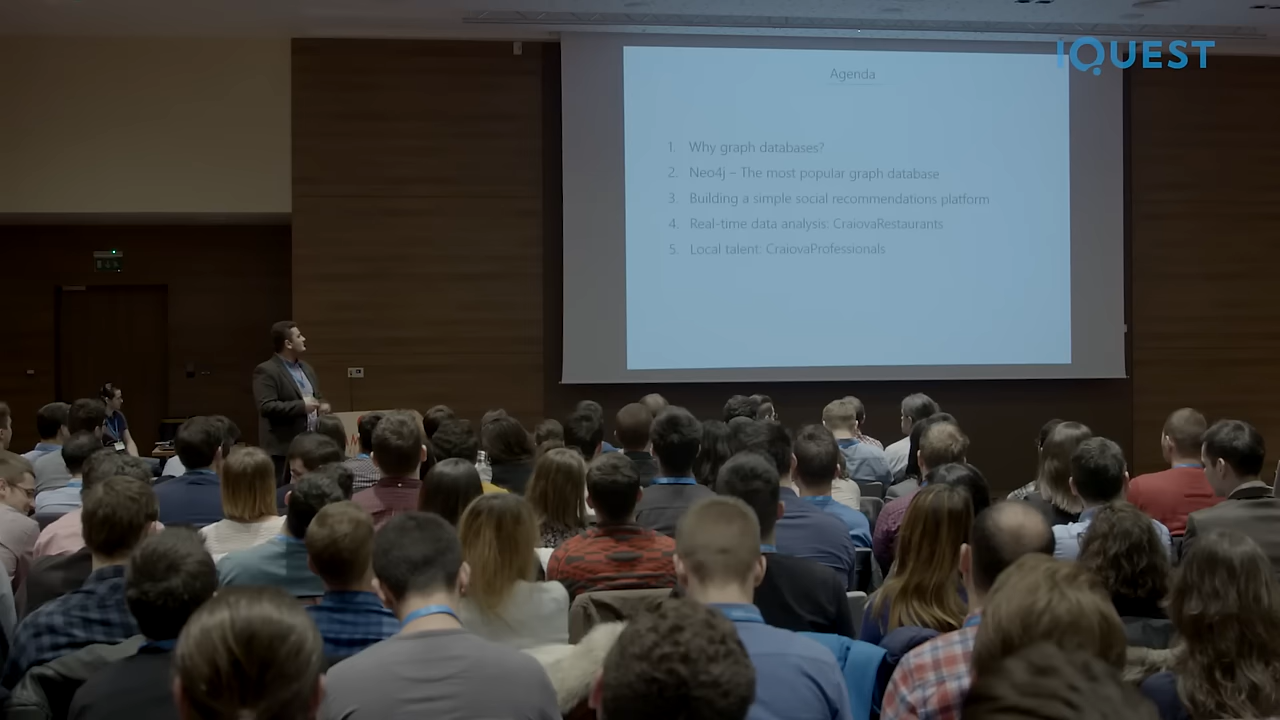 iQUEST
Agenda
1. Why graph databases?
2. Neo4j – The most popular graph database
3. Building a simple social recommendations platform
4. Real-time data analysis: CraiovaRestaurants
5. Local talent: CraiovaProfessionals